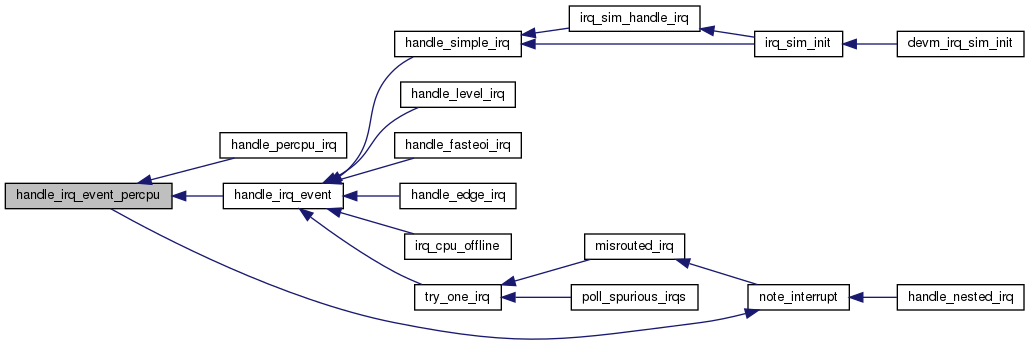 irq_sim_handle_irq
handle_simple_irq
irq_sim_init
devm_irq_sim_init
handle_level_irq
handle_percpu_irq
handle_fasteoi_irq
handle_irq_event_percpu
handle_irq_event
handle_edge_irq
irq_cpu_offline
misrouted_irq
try_one_irq
poll_spurious_irqs
note_interrupt
handle_nested_irq